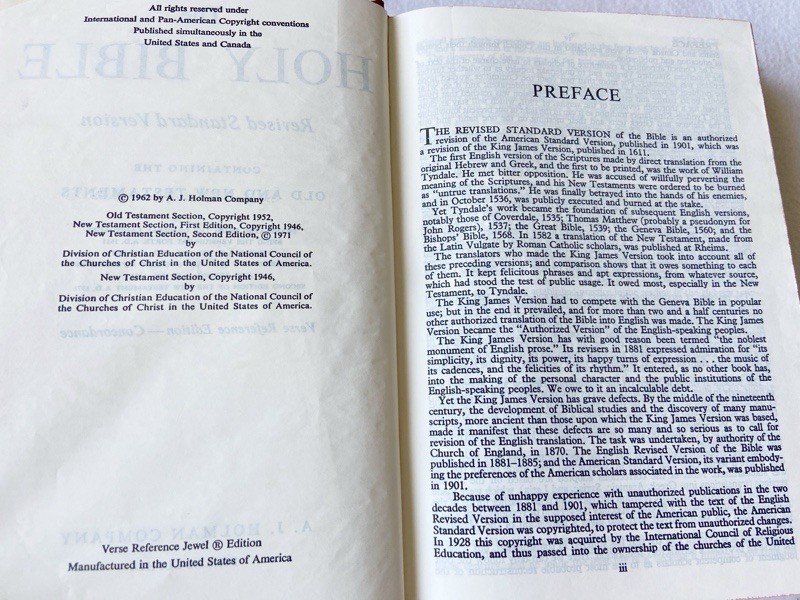 All rights reserved under
International and Pan-American Copyright conventions
Published simultaneously in the
United States and Canada
HOLY BIBLE
Revised Standard Version
CONTAINING THE
OLD AND NEW TESTAMENTS
© 1962 by A. J. Holman Company
Old Testament Section, Copyright 1952,
New Testament Section, First Edition, Copyright 1946,
New Testament Section, Second Edition, © 1971
by
Division of Christian Education of the National Council of
the Churches of Christ in the United States of America.
New Testament Section, Copyright 1946,
by
Division of Christian Education of the National Council of
the Churches of Christ in the United States of America.
Verse Reference Edition — Concordance
A. J. HOLMAN COMPANY
Verse Reference Jewel ® Edition
Manufactured in the United States of America
PREFACE
THE REVISED STANDARD VERSION of the Bible is an authorized
revision of the American Standard Version, published in 1901, which was
a revision of the King James Version, published in 1611.
The first English version of the Scriptures made by direct translation from the
original Hebrew and Greek, and the first to be printed, was the work of William
Tyndale. He met bitter opposition. He was accused of willfully perverting the
meaning of the Scriptures, and his New Testaments were ordered to be burned
as "untrue translations." He was finally betrayed into the hands of his enemies,
and in October 1536, was publicly executed and burned at the stake.
Yet Tyndale's work became the foundation of subsequent English versions,
notably those of Coverdale, 1535; Thomas Matthew (probably a pseudonym for
John Rogers), 1537; the Great Bible, 1539; the Geneva Bible, 1560; and the
Bishops' Bible, 1568. In 1582 a translation of the New Testament, made from
the Latin Vulgate by Roman Catholic scholars, was published at Rheims.
The translators who made the King James Version took into account all of
these preceding versions; and comparison shows that it owes something to each
of them. It kept felicitous phrases and apt expressions, from whatever source,
which had stood the test of public usage. It owed most, especially in the New
Testament, to Tyndale.
The King James Version had to compete with the Geneva Bible in popular
use; but in the end it prevailed, and for more than two and a half centuries no
other authorized translation of the Bible into English was made. The King James
Version became the "Authorized Version" of the English-speaking peoples.
The King James Version has with good reason been termed "the noblest
monument of English prose." Its revisers in 1881 expressed admiration for "its
simplicity, its dignity, its power, its happy turns of expression . . . the music of
its cadences, and the felicities of its rhythm." It entered, as no other book has,
into the making of the personal character and the public institutions of the
English-speaking peoples. We owe to it an incalculable debt.
Yet the King James Version has grave defects. By the middle of the nineteenth
century, the development of Biblical studies and the discovery of many manu-
scripts, more ancient than those upon which the King James Version was based,
made it manifest that these defects are so many and so serious as to call for
revision of the English translation. The task was undertaken, by authority of the
Church of England, in 1870. The English Revised Version of the Bible was
published in 1881–1885; and the American Standard Version, its variant embody-
ing the preferences of the American scholars associated in the work, was published
in 1901.
Because of unhappy experience with unauthorized publications in the two
decades between 1881 and 1901, which tampered with the text of the English
Revised Version in the supposed interest of the American public, the American
Standard Version was copyrighted, to protect the text from unauthorized changes.
In 1928 this copyright was acquired by the International Council of Religious
Education, and thus passed into the ownership of the churches of the United
iii